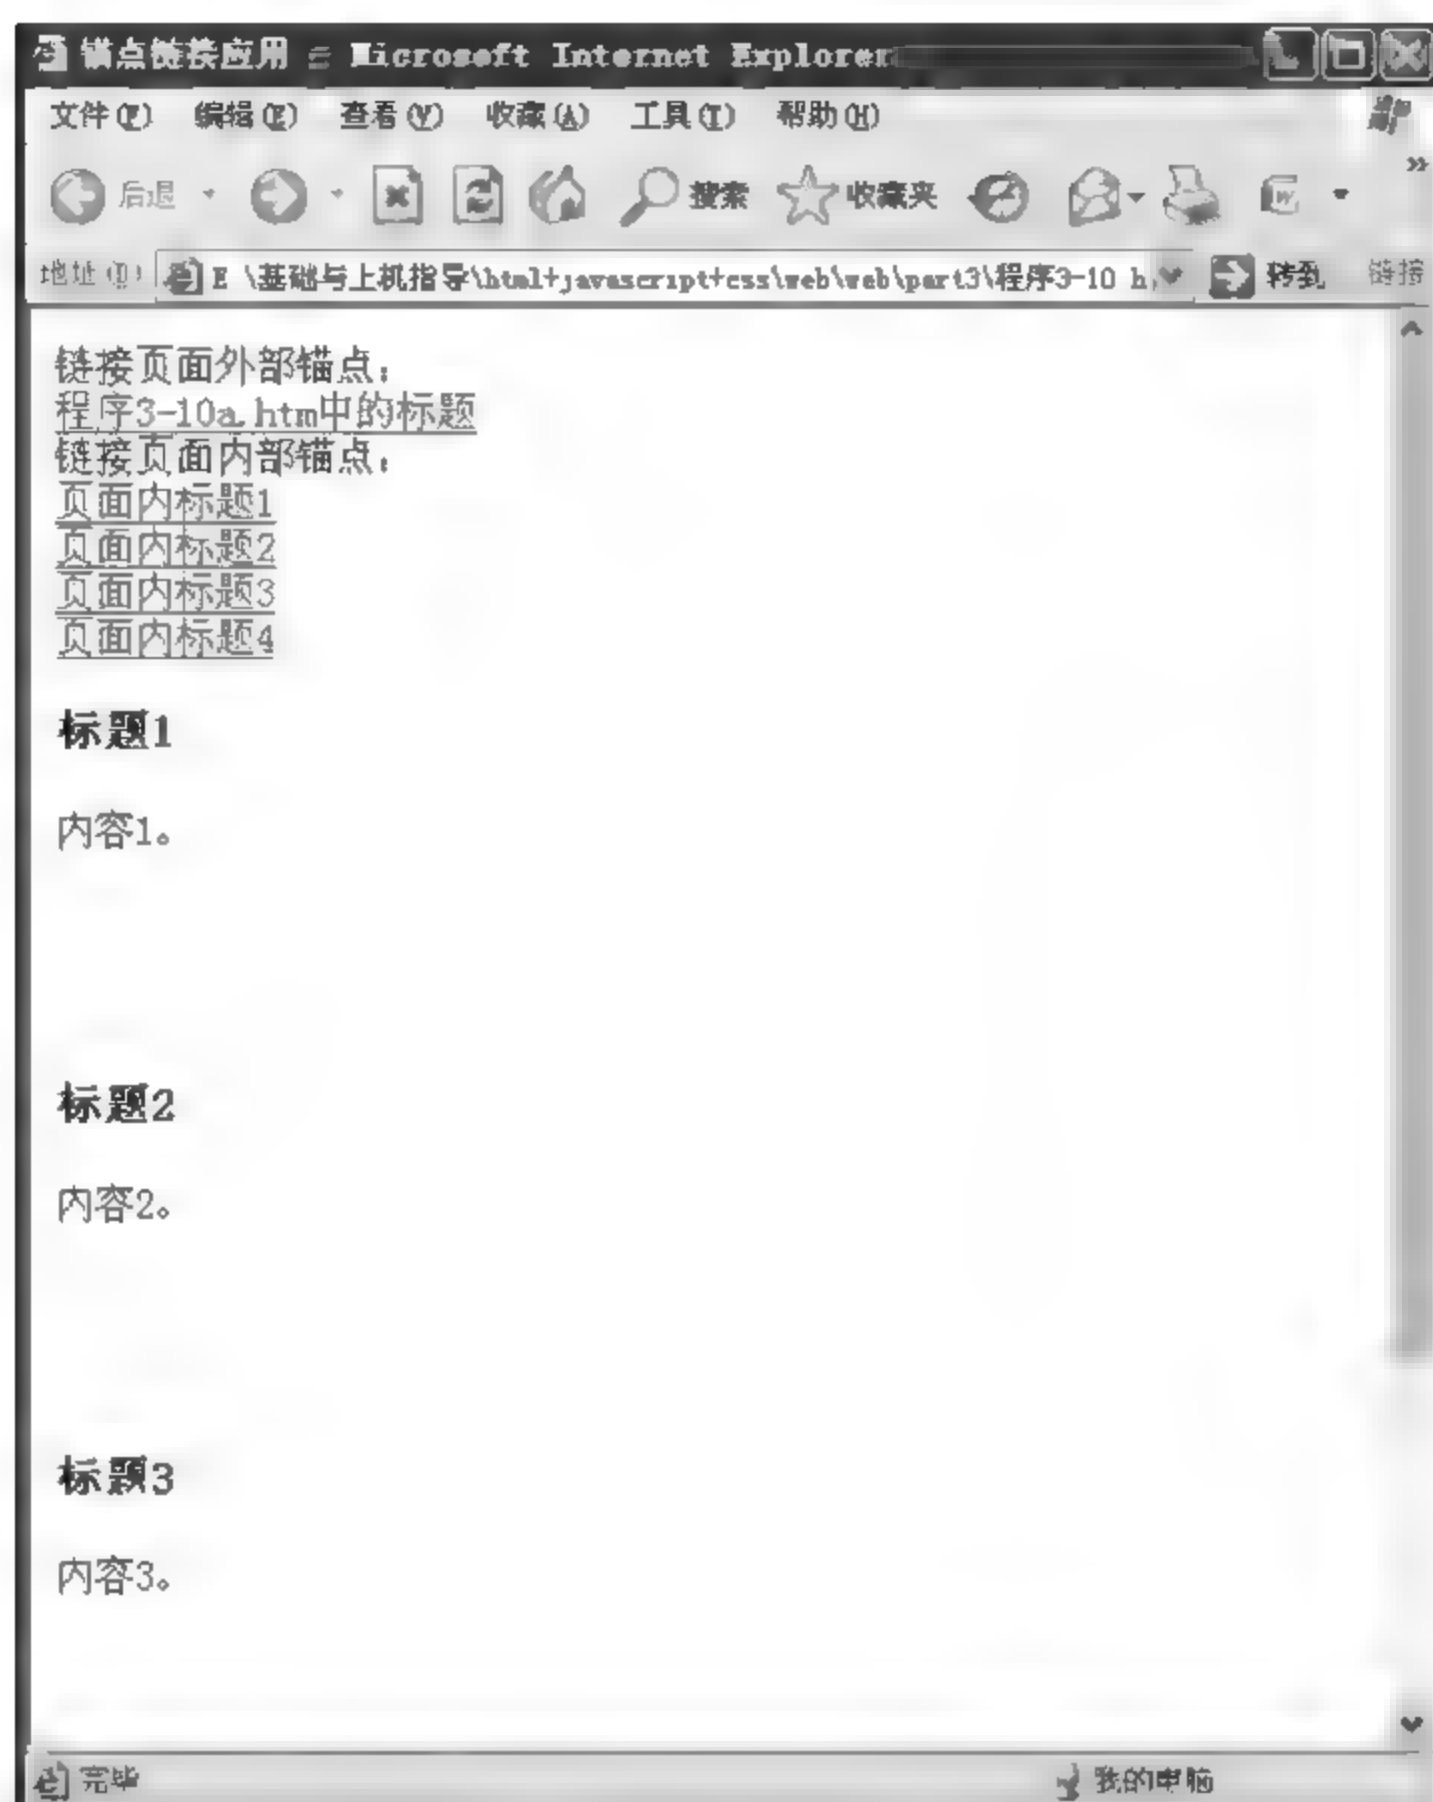 锚点链接应用 - Microsoft Internet Explorer
文件(F) 编辑(E) 查看(V) 收藏(A) 工具(T) 帮助(H)
后退 搜索 收藏夹 »
地址(D) E:\基础与上机指导\html+javascript+css\web\web\part3\程序3-10 h 转到 链接
链接页面外部锚点：
程序3-10a.htm中的标题
链接页面内部锚点：
页面内标题1
页面内标题2
页面内标题3
页面内标题4
标题1
内容1。
标题2
内容2。
标题3
内容3。
完毕 我的电脑